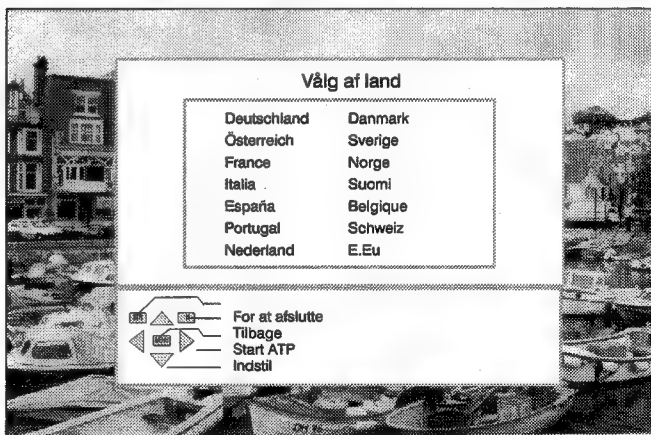 Vålg af land
Deutschland Danmark
Österreich Sverige
France Norge
Italia Suomi
España Belgique
Portugal Schweiz
Nederland E.Eu
For at afslutte
Tilbage
Start ATP
Indstil